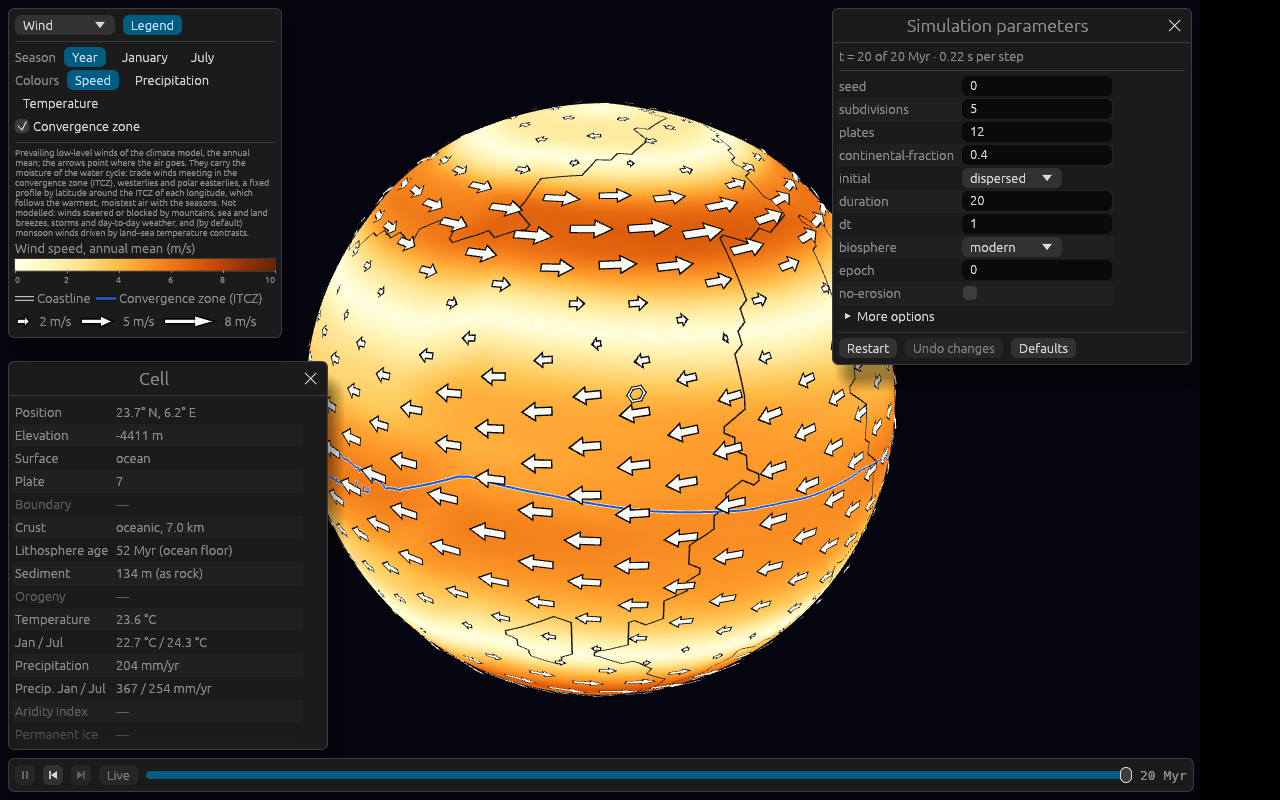 Wind
Legend
Season Year January July
Colours Speed Precipitation
Temperature
Convergence zone
Prevailing low-level winds of the climate model, the annual
mean; the arrows point where the air goes. They carry the
moisture of the water cycle: trade winds meeting in the
convergence zone (ITCZ), westerlies and polar easterlies, a fixed
profile by latitude around the ITCZ of each longitude, which
follows the warmest, moistest air with the seasons. Not
modelled: winds steered or blocked by mountains, sea and land
breezes, storms and day-to-day weather, and (by default)
monsoon winds driven by land–sea temperature contrasts.
Wind speed, annual mean (m/s)
0 2 4 6 8 10
Coastline Convergence zone (ITCZ)
2 m/s 5 m/s 8 m/s
Cell
Position 23.7° N, 6.2° E
Elevation -4411 m
Surface ocean
Plate 7
Boundary —
Crust oceanic, 7.0 km
Lithosphere age 52 Myr (ocean floor)
Sediment 134 m (as rock)
Orogeny —
Temperature 23.6 °C
Jan / Jul 22.7 °C / 24.3 °C
Precipitation 204 mm/yr
Precip. Jan / Jul 367 / 254 mm/yr
Aridity index —
Permanent ice —
Simulation parameters
t = 20 of 20 Myr · 0.22 s per step
seed 0
subdivisions 5
plates 12
continental-fraction 0.4
initial dispersed
duration 20
dt 1
biosphere modern
epoch 0
no-erosion
More options
Restart Undo changes Defaults
Live 20 Myr